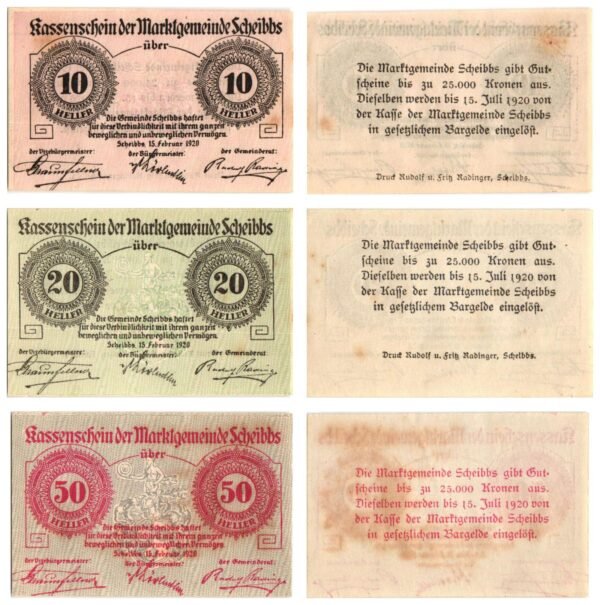 Kassenschein der Marktgemeinde Scheibbs
über
10 10
HELLER HELLER
Die Gemeinde Scheibbs haftet
für diese Verbindlichkeit mit ihrem ganzen
beweglichen und unbeweglichen Vermögen.
Scheibbs, 15. Februar 1920
der Vizebürgermeister: der Bürgermeister: der Gemeinderat:
Die Marktgemeinde Scheibbs gibt Gut-
scheine bis zu 25.000 Kronen aus.
Dieselben werden bis 15. Juli 1920 von
der Kasse der Marktgemeinde Scheibbs
in gesetzlichem Bargelde eingelöst.
Druck Rudolf u. Fritz Radinger, Scheibbs.
Kassenschein der Marktgemeinde Scheibbs
über
20 20
HELLER HELLER
Die Gemeinde Scheibbs haftet
für diese Verbindlichkeit mit ihrem ganzen
beweglichen und unbeweglichen Vermögen.
Scheibbs, 15. Februar 1920
der Vizebürgermeister: der Bürgermeister: der Gemeinderat:
Die Marktgemeinde Scheibbs gibt Gut-
scheine bis zu 25.000 Kronen aus.
Dieselben werden bis 15. Juli 1920 von
der Kasse der Marktgemeinde Scheibbs
in gesetzlichem Bargelde eingelöst.
Druck Rudolf u. Fritz Radinger, Scheibbs.
Kassenschein der Marktgemeinde Scheibbs
über
50 50
HELLER HELLER
Die Gemeinde Scheibbs haftet
für diese Verbindlichkeit mit ihrem ganzen
beweglichen und unbeweglichen Vermögen.
Scheibbs, 15. Februar 1920
der Vizebürgermeister: der Bürgermeister: der Gemeinderat:
Die Marktgemeinde Scheibbs gibt Gut-
scheine bis zu 25.000 Kronen aus.
Dieselben werden bis 15. Juli 1920 von
der Kasse der Marktgemeinde Scheibbs
in gesetzlichem Bargelde eingelöst.